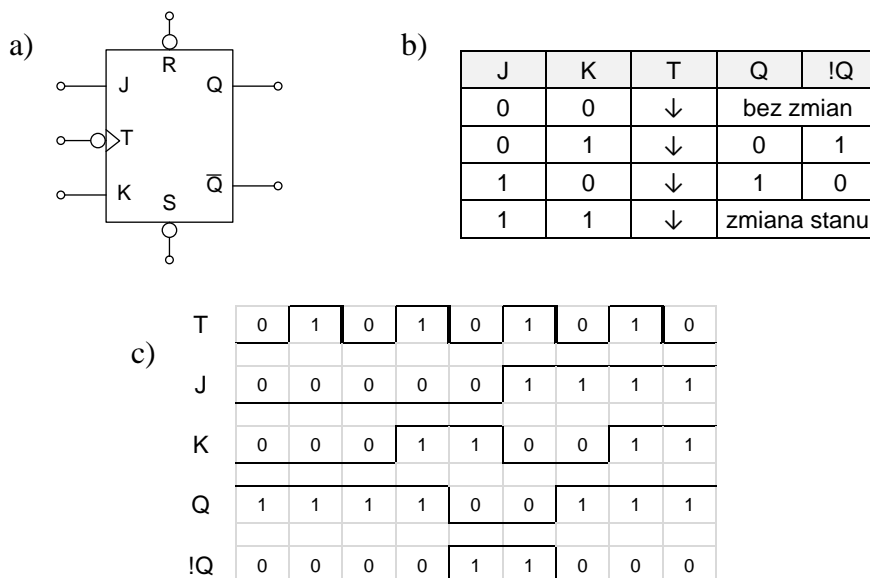 a)
R
J Q
T
K Q̅
S
b)
J K T Q !Q
0 0 ↓ bez zmian
0 1 ↓ 0 1
1 0 ↓ 1 0
1 1 ↓ zmiana stanu
c)
T 0 1 0 1 0 1 0 1 0
J 0 0 0 0 0 1 1 1 1
K 0 0 0 1 1 0 0 1 1
Q 1 1 1 1 0 0 1 1 1
!Q 0 0 0 0 1 1 0 0 0